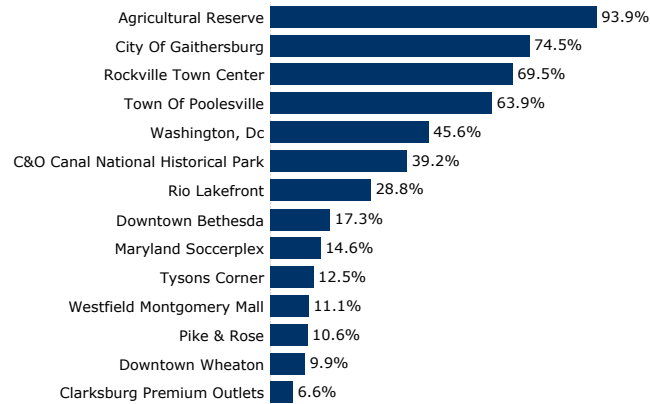 Agricultural Reserve 93.9%
City Of Gaithersburg 74.5%
Rockville Town Center 69.5%
Town Of Poolesville 63.9%
Washington, Dc 45.6%
C&O Canal National Historical Park 39.2%
Rio Lakefront 28.8%
Downtown Bethesda 17.3%
Maryland Soccerplex 14.6%
Tysons Corner 12.5%
Westfield Montgomery Mall 11.1%
Pike & Rose 10.6%
Downtown Wheaton 9.9%
Clarksburg Premium Outlets 6.6%